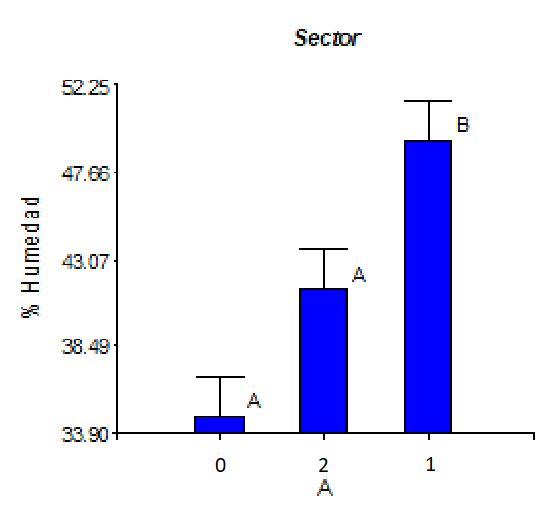 Sector
52.25
47.66
43.07
38.49
33.90
% Humedad
A
A
B
0 2 1
A